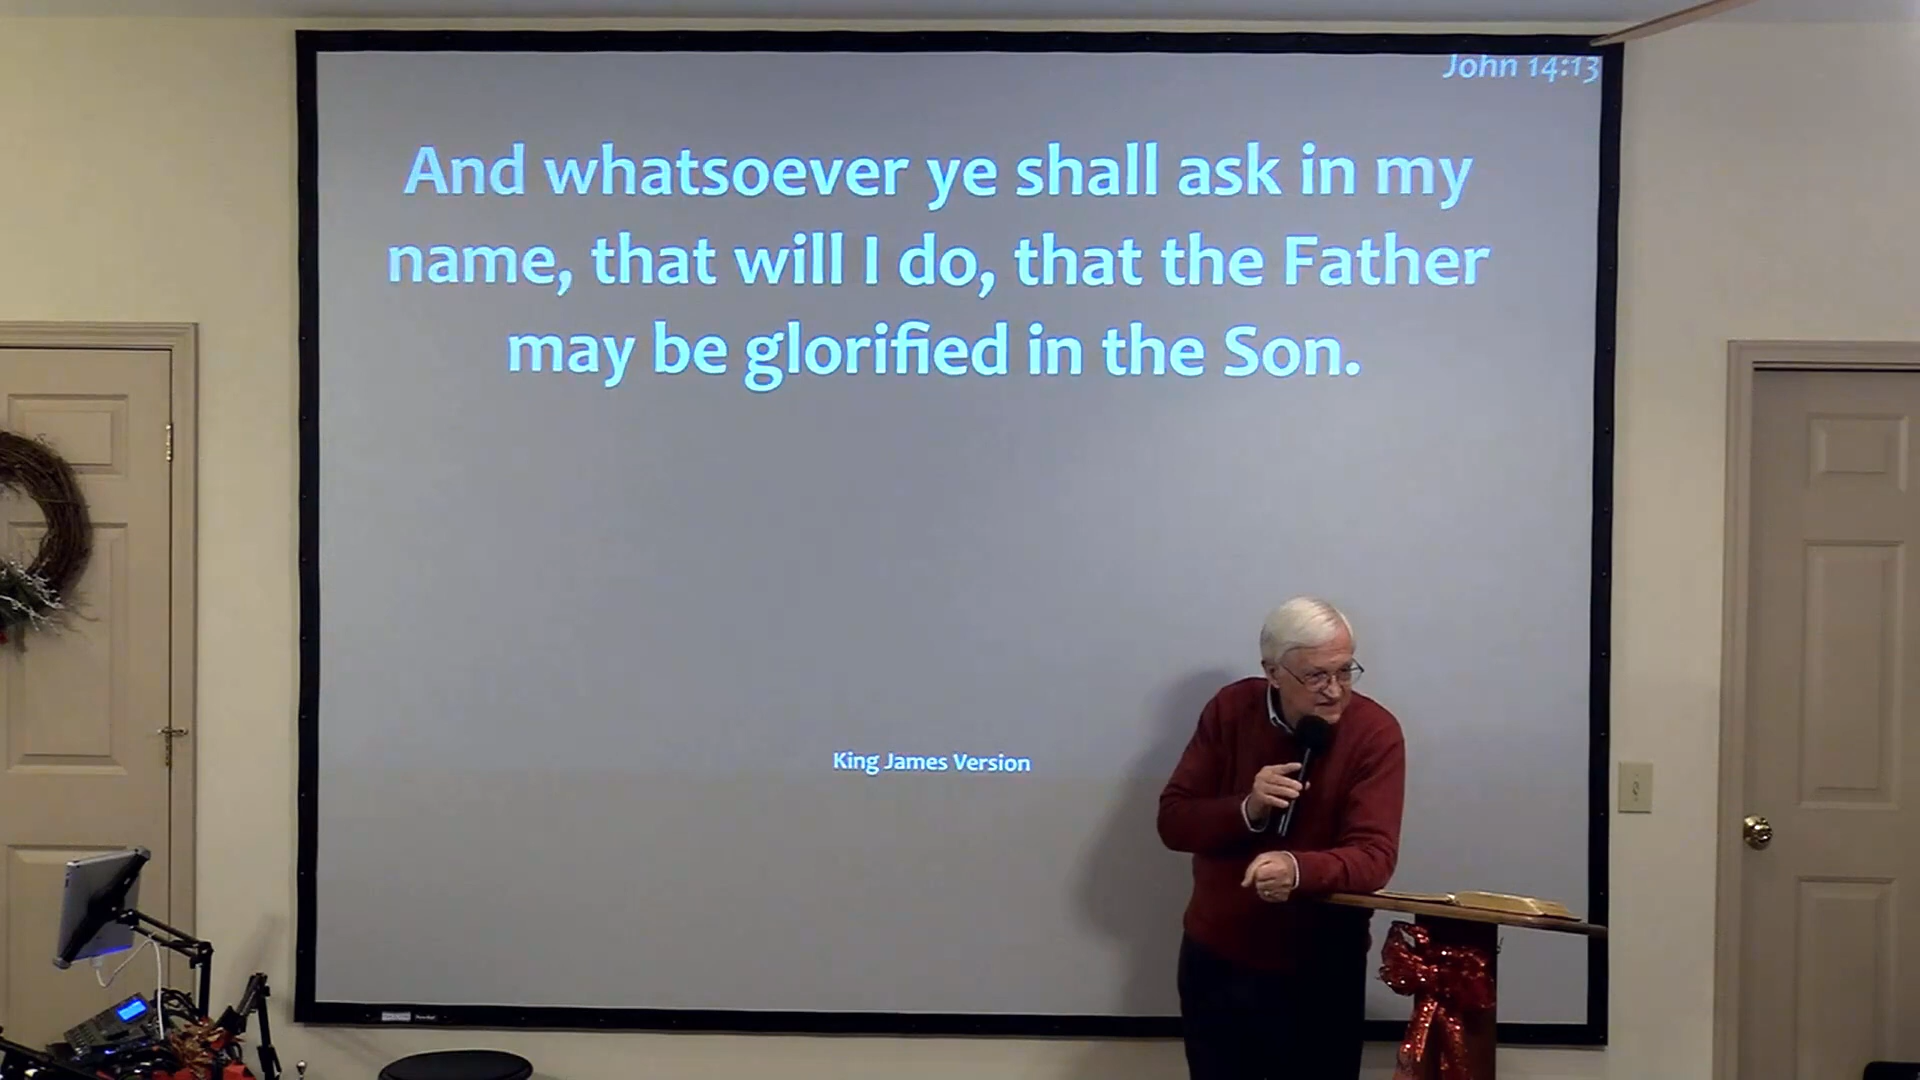 John 14:13
And whatsoever ye shall ask in my
name, that will I do, that the Father
may be glorified in the Son.
King James Version